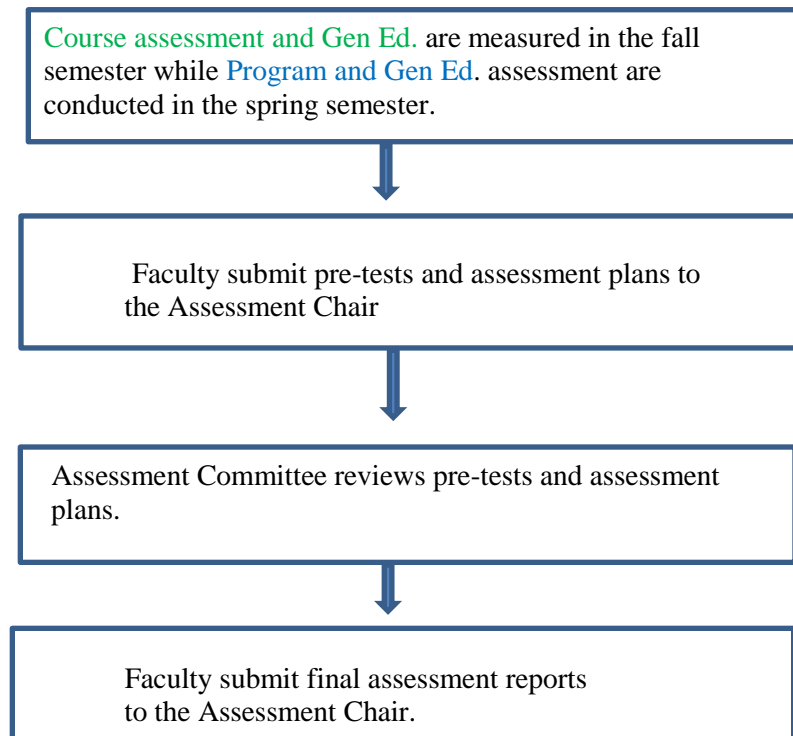 Course assessment and Gen Ed. are measured in the fall
semester while Program and Gen Ed. assessment are
conducted in the spring semester.
Faculty submit pre-tests and assessment plans to
the Assessment Chair
Assessment Committee reviews pre-tests and assessment
plans.
Faculty submit final assessment reports
to the Assessment Chair.